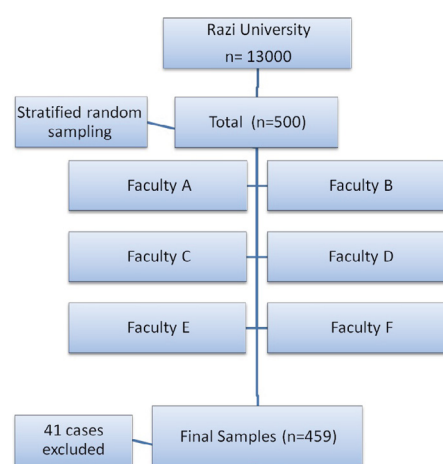 Razi University
n= 13000
Stratified random
sampling
Total (n=500)
Faculty A
Faculty B
Faculty C
Faculty D
Faculty E
Faculty F
41 cases
excluded
Final Samples (n=459)